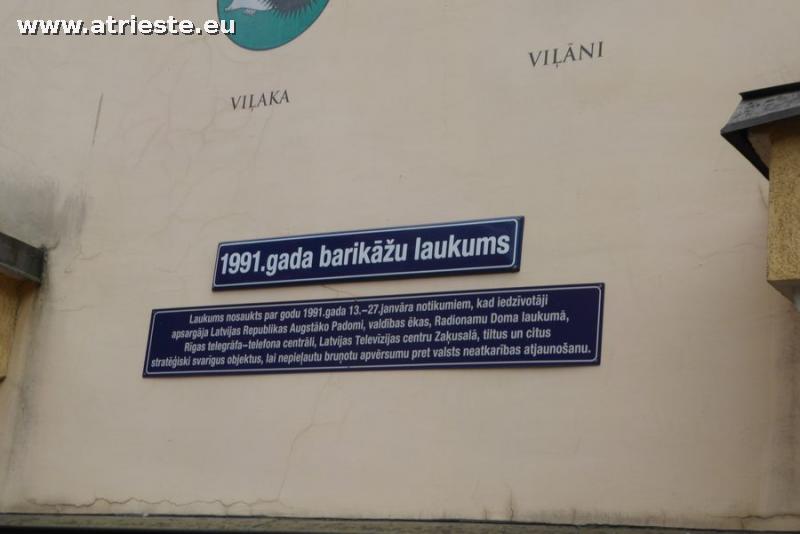 www.atrieste.eu
VIĻĀNI
VIĻAKA
1991.gada barikāžu laukums
Laukums nosaukts par godu 1991.gada 13.–27.janvāra notikumiem, kad iedzīvotāji
apsargāja Latvijas Republikas Augstāko Padomi, valdības ēkas, Radionamu Doma laukumā,
Rīgas telegrāfa–telefona centrāli, Latvijas Televīzijas centru Zaķusalā, tiltus un citus
stratēģiski svarīgus objektus, lai nepieļautu bruņotu apvērsumu pret valsts neatkarības atjaunošanu.